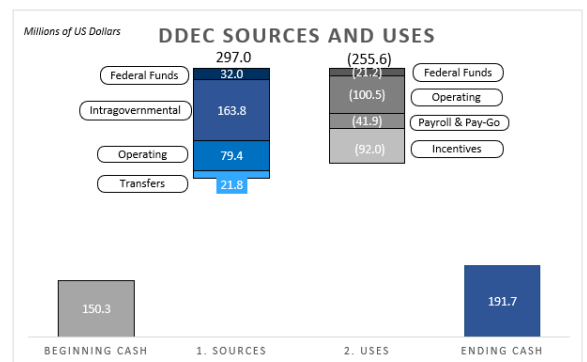 Millions of US Dollars
DDEC SOURCES AND USES
297.0
(255.6)
Federal Funds
32.0
(21.2)
Federal Funds
Intragovernmental
163.8
(100.5)
Operating
(41.9)
Payroll & Pay-Go
Operating
79.4
(92.0)
Incentives
Transfers
21.8
150.3
191.7
BEGINNING CASH
1. SOURCES
2. USES
ENDING CASH